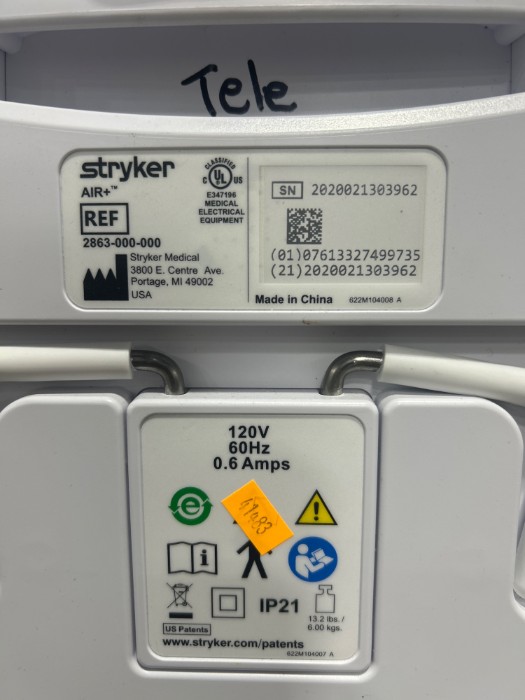 Tele
stryker
AIR+™
REF
2863-000-000
Stryker Medical
3800 E. Centre Ave.
Portage, MI 49002
USA
CLASSIFIED
C UL US
E347196
MEDICAL
ELECTRICAL
EQUIPMENT
SN 2020021303962
(01)07613327499735
(21)2020021303962
Made in China 622M104008 A
120V
60Hz
0.6 Amps
41983
IP21
13.2 lbs. /
6.00 kgs.
US Patents
www.stryker.com/patents
622M104007 A